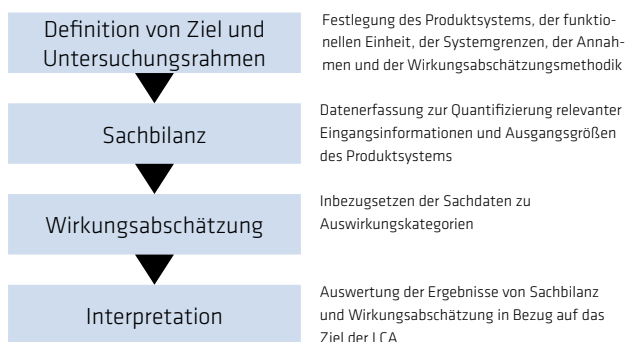 Definition von Ziel und
Untersuchungsrahmen
Festlegung des Produktsystems, der funktio-
nellen Einheit, der Systemgrenzen, der Annah-
men und der Wirkungsabschätzungsmethodik
Sachbilanz
Datenerfassung zur Quantifizierung relevanter
Eingangsinformationen und Ausgangsgrößen
des Produktsystems
Wirkungsabschätzung
Inbezugsetzen der Sachdaten zu
Auswirkungskategorien
Interpretation
Auswertung der Ergebnisse von Sachbilanz
und Wirkungsabschätzung in Bezug auf das
Ziel der LCA